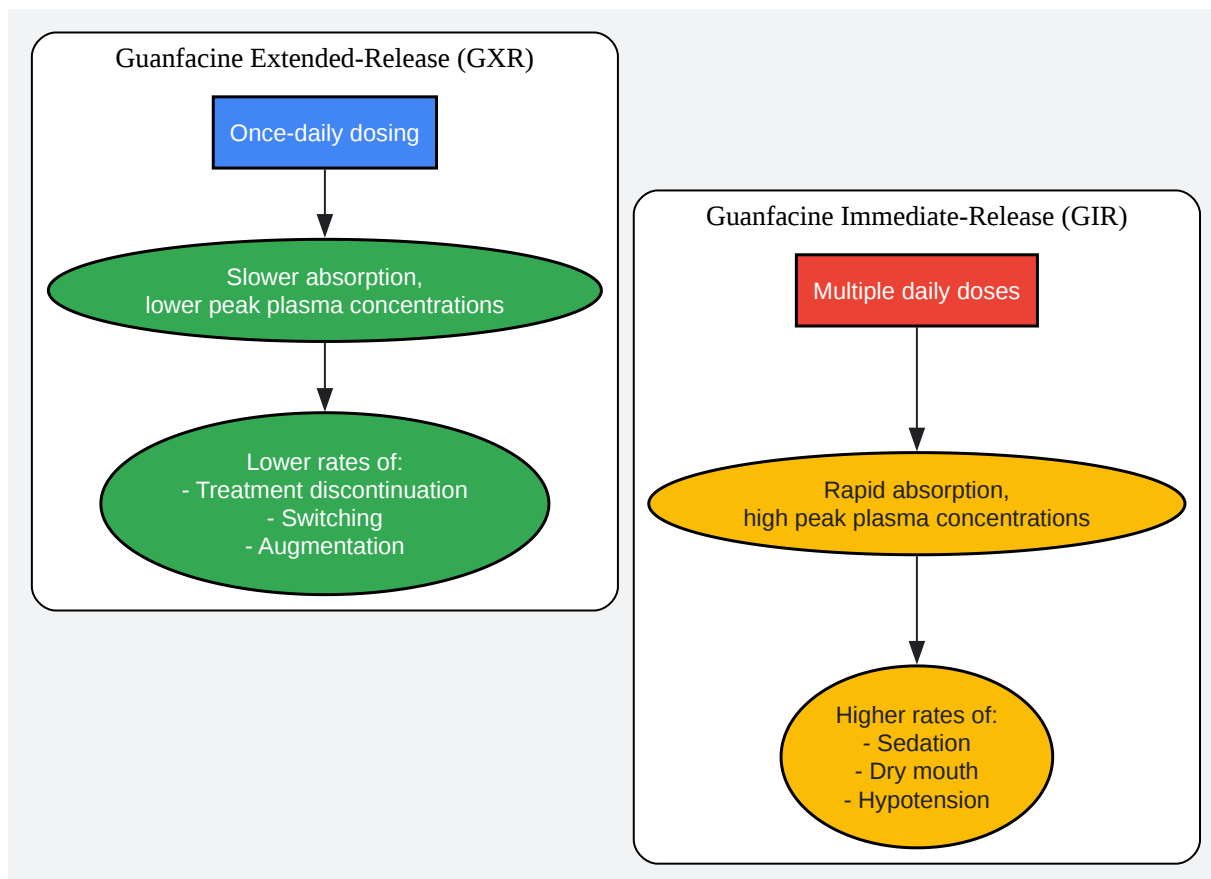 Guanfacine Extended-Release (GXR)
Once-daily dosing
Slower absorption,
lower peak plasma concentrations
Lower rates of:
- Treatment discontinuation
- Switching
- Augmentation
Guanfacine Immediate-Release (GIR)
Multiple daily doses
Rapid absorption,
high peak plasma concentrations
Higher rates of:
- Sedation
- Dry mouth
- Hypotension